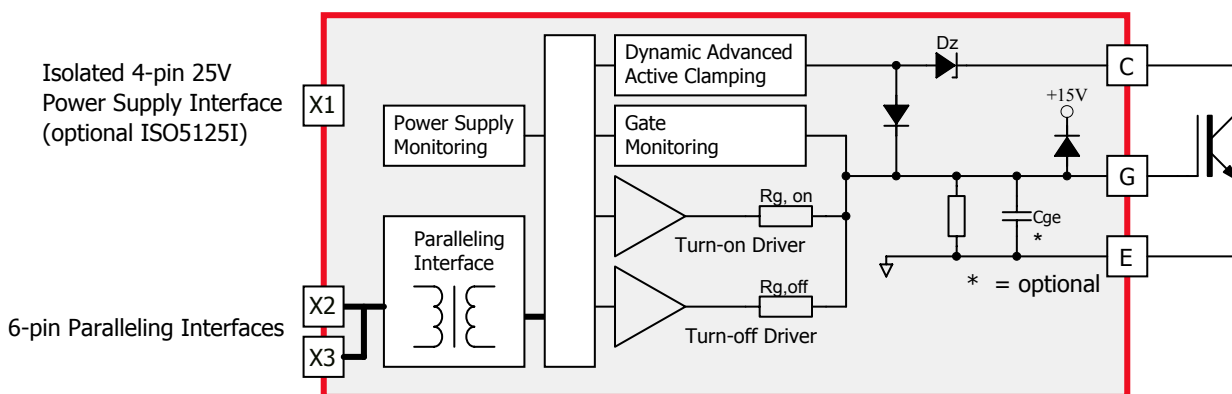 Isolated 4-pin 25V
Power Supply Interface
(optional ISO5125I)
X1
Power Supply
Monitoring
Dynamic Advanced
Active Clamping
Dz
C
Gate
Monitoring
+15V
G
Rg, on
Turn-on Driver
Cge
*
E
* = optional
Paralleling
Interface
Rg,off
Turn-off Driver
6-pin Paralleling Interfaces
X2
X3